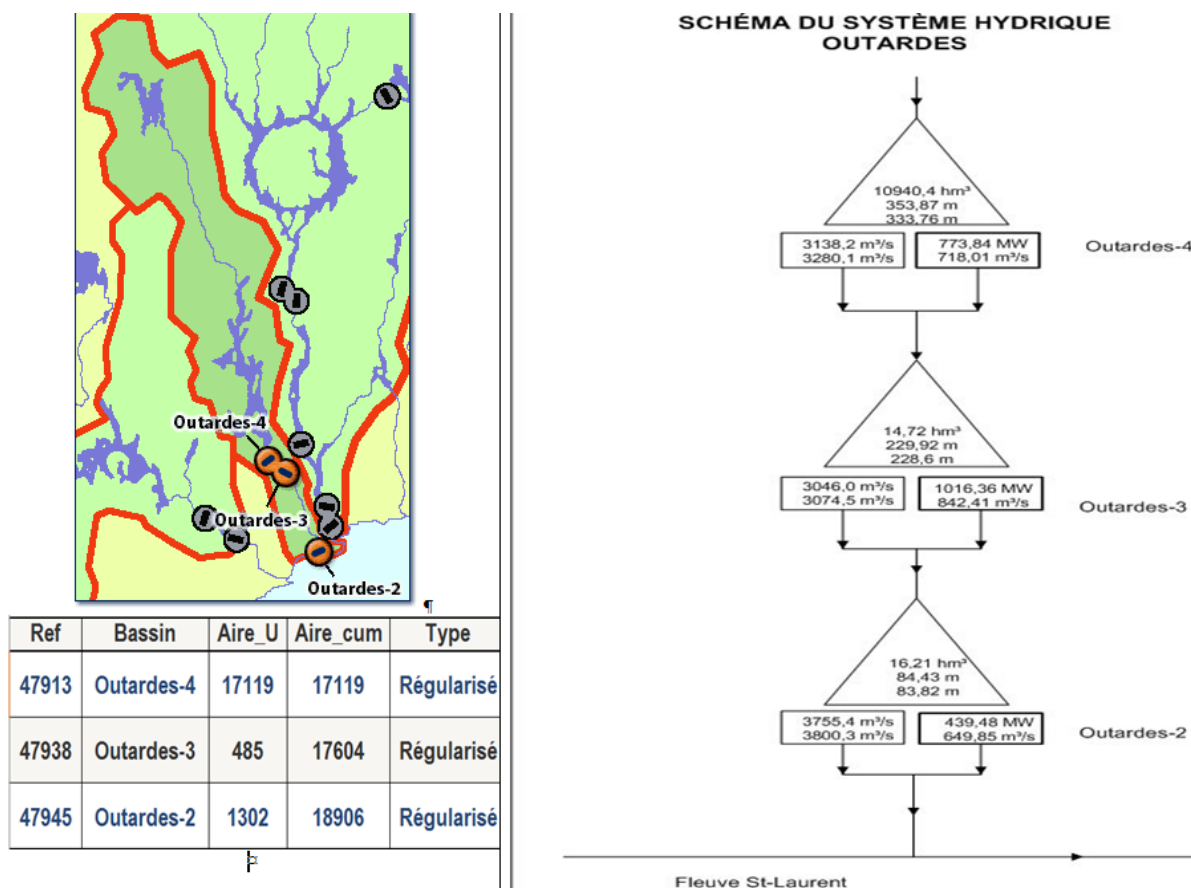 Outardes-4
Outardes-3
Outardes-2
¶
Ref Bassin Aire_U Aire_cum Type
47913 Outardes-4 17119 17119 Régularisé
47938 Outardes-3 485 17604 Régularisé
47945 Outardes-2 1302 18906 Régularisé
¤
SCHÉMA DU SYSTÈME HYDRIQUE
OUTARDES
10940,4 hm³
353,87 m
333,76 m
3138,2 m³/s 773,84 MW
3280,1 m³/s 718,01 m³/s
Outardes-4
14,72 hm³
229,92 m
228,6 m
3046,0 m³/s 1016,36 MW
3074,5 m³/s 842,41 m³/s
Outardes-3
16,21 hm³
84,43 m
83,82 m
3755,4 m³/s 439,48 MW
3800,3 m³/s 649,85 m³/s
Outardes-2
Fleuve St-Laurent